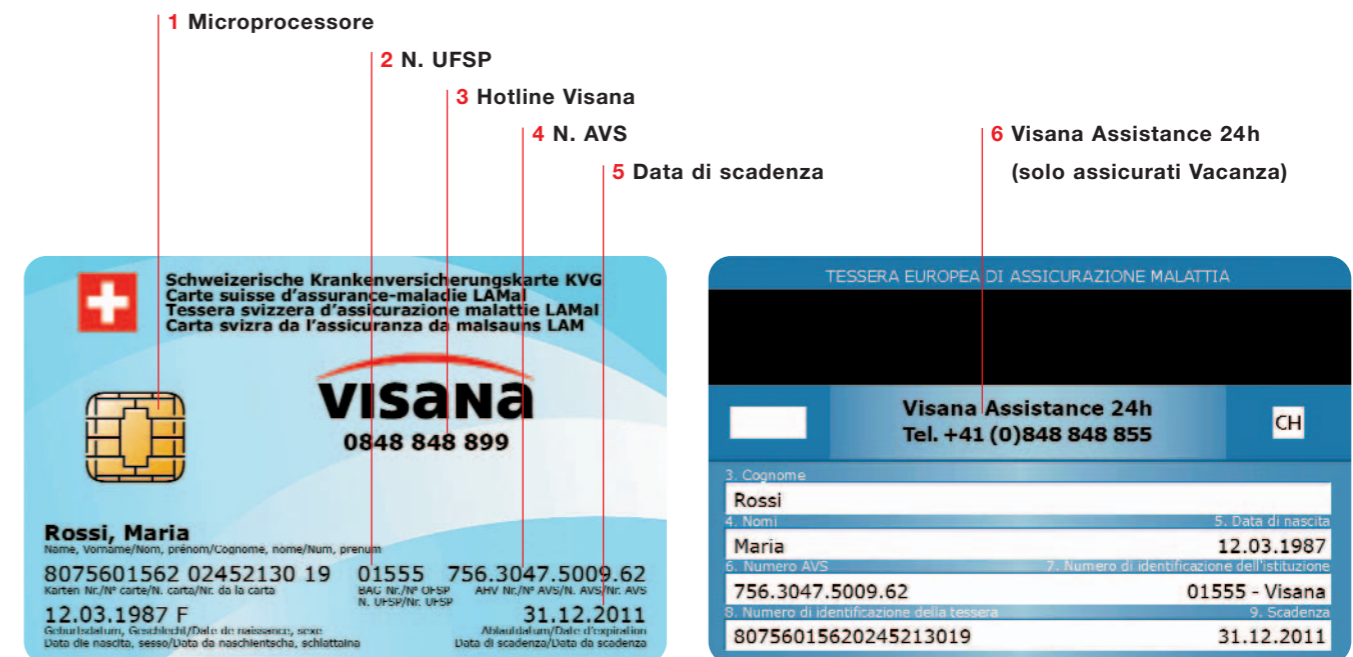 1 Microprocessore
2 N. UFSP
3 Hotline Visana
4 N. AVS
5 Data di scadenza
6 Visana Assistance 24h
(solo assicurati Vacanza)
Schweizerische Krankenversicherungskarte KVG
Carte suisse d'assurance-maladie LAMal
Tessera svizzera d'assicurazione malattie LAMal
Carta svizra da l'assicuranza da malsauns LAM
VISANA
0848 848 899
Rossi, Maria
Name, Vorname/Nom, prénom/Cognome, nome/Num, prenum
8075601562 02452130 19 01555 756.3047.5009.62
Karten Nr./Nº carte/N. carta/Nr. da la carta BAG Nr./Nº OFSP AHV Nr./Nº AVS/N. AVS/Nr. AVS
N. UFSP/Nr. UFSP
12.03.1987 F 31.12.2011
Geburtsdatum, Geschlecht/Date de naissance, sexe Ablaufdatum/Date d'expiration
Data die nascita, sesso/Data da naschientscha, schlattaina Data di scadenza/Data da scadenza
TESSERA EUROPEA DI ASSICURAZIONE MALATTIA
Visana Assistance 24h
Tel. +41 (0)848 848 855
CH
3. Cognome
Rossi
4. Nomi 5. Data di nascita
Maria 12.03.1987
6. Numero AVS 7. Numero di identificazione dell'istituzione
756.3047.5009.62 01555 - Visana
8. Numero di identificazione della tessera 9. Scadenza
80756015620245213019 31.12.2011